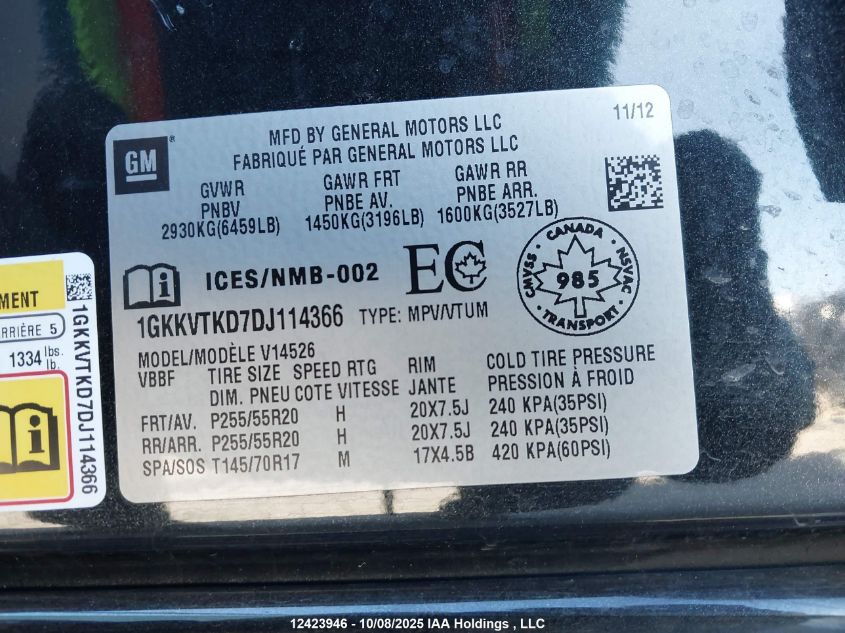 MFD BY GENERAL MOTORS LLC
11/12
GM®
FABRIQUÉ PAR GENERAL MOTORS LLC
GVWR GAWR FRT GAWR RR
PNBV PNBE AV. PNBE ARR.
2930KG(6459LB) 1450KG(3196LB) 1600KG(3527LB)
ICES/NMB-002 EC
CANADA
CMVSS 985 NSVAC
TRANSPORT
1GKKVTKD7DJ114366 TYPE: MPV/VTUM
MODEL/MODÈLE V14526
VBBF TIRE SIZE SPEED RTG RIM COLD TIRE PRESSURE
DIM. PNEU COTE VITESSE JANTE PRESSION À FROID
FRT/AV. P255/55R20 H 20X7.5J 240 KPA(35PSI)
RR/ARR. P255/55R20 H 20X7.5J 240 KPA(35PSI)
SPA/SOS T145/70R17 M 17X4.5B 420 KPA(60PSI)
EMENT
ARRIÈRE 5
1334 lbs.
lb.
1GKKVTKD7DJ114366
12423946 - 10/08/2025 IAA Holdings , LLC